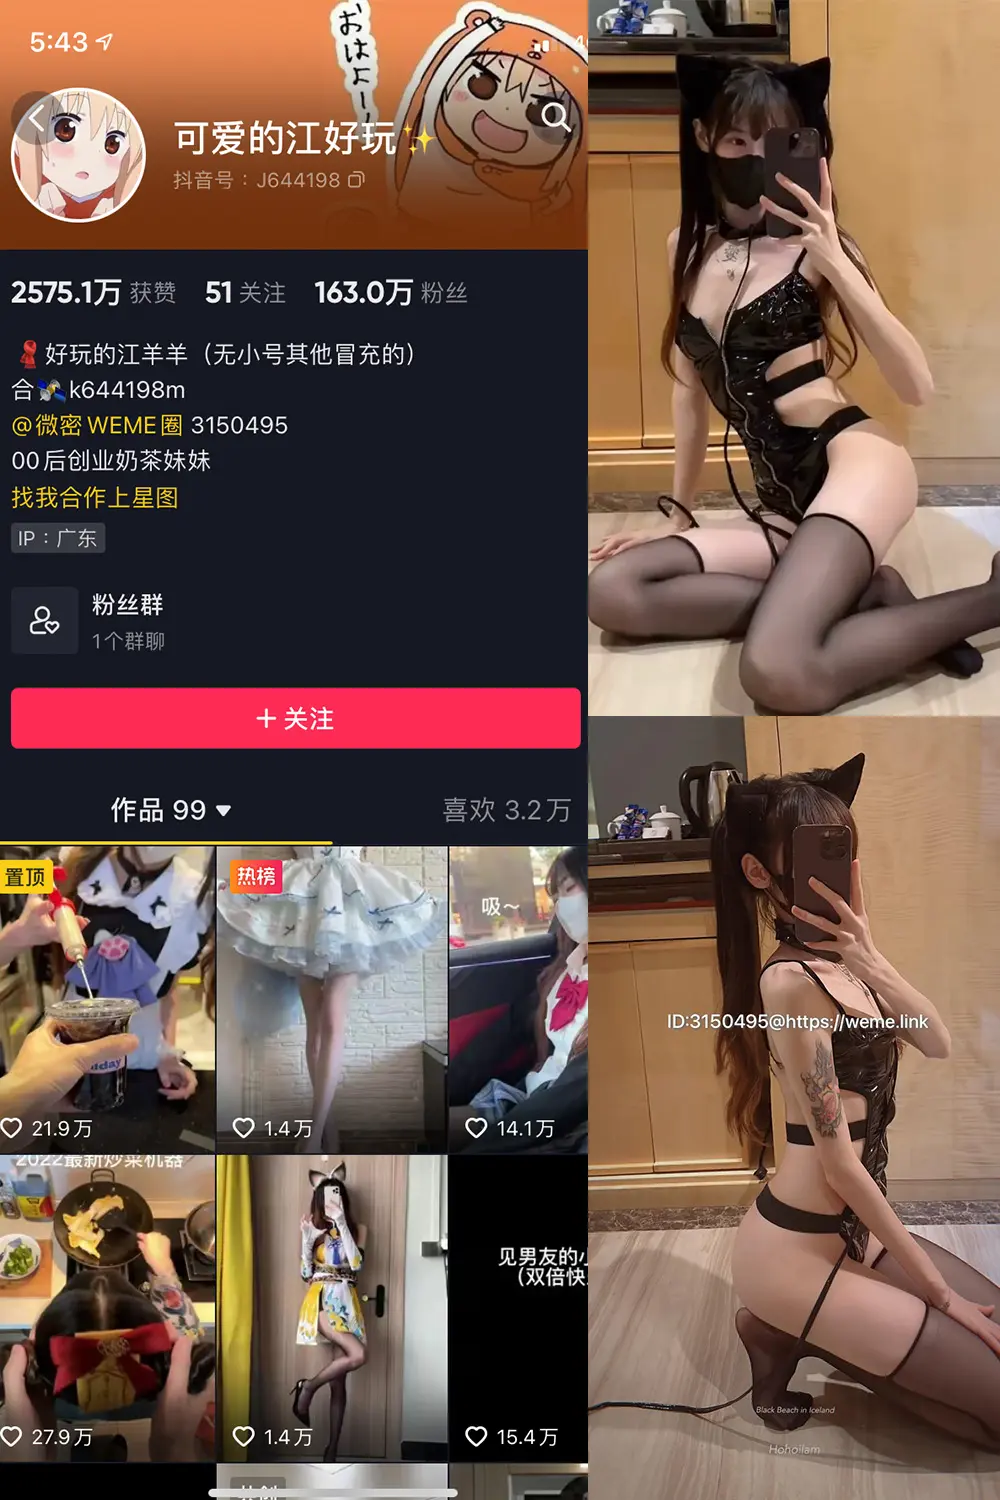 5:43
おはよー
可爱的江好玩
抖音号：J644198
2575.1万 获赞 51 关注 163.0万 粉丝
好玩的江羊羊（无小号其他冒充的）
合 k644198m
@微密 WEME圈 3150495
00后创业奶茶妹妹
找我合作上星图
IP：广东
粉丝群
1个群聊
+ 关注
作品 99 喜欢 3.2万
置顶
热榜
吸～
21.9万
1.4万
14.1万
2022最新炒菜机器
见男友的
（双倍快
27.9万
1.4万
15.4万
ID:3150495@https://weme.link
Black Beach in Iceland
Hohoilam